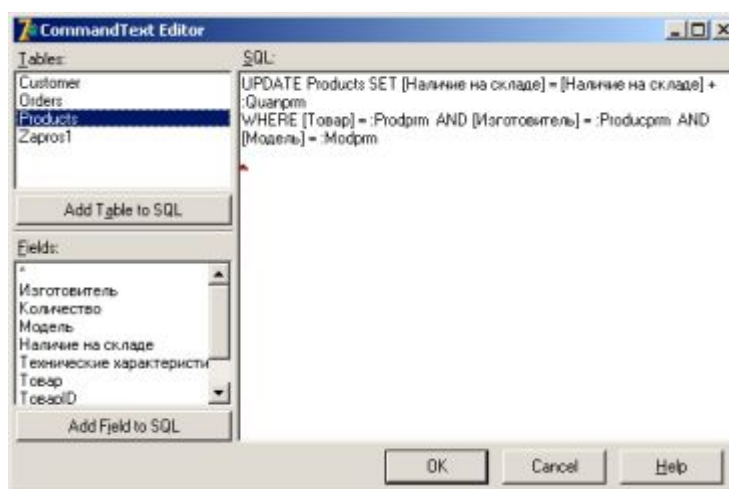 CommandText Editor
Tables:
Customer
Orders
Products
Zapros1
Add Table to SQL
Fields:
*
Изготовитель
Количество
Модель
Наличие на складе
Технические характеристи
Товар
ТоварID
Add Field to SQL
SQL:
UPDATE Products SET [Наличие на складе] = [Наличие на складе] +
:Quanprm
WHERE [Товар] = :Prodprm AND [Изготовитель] = :Producprm AND
[Модель] = :Modprm
OK
Cancel
Help